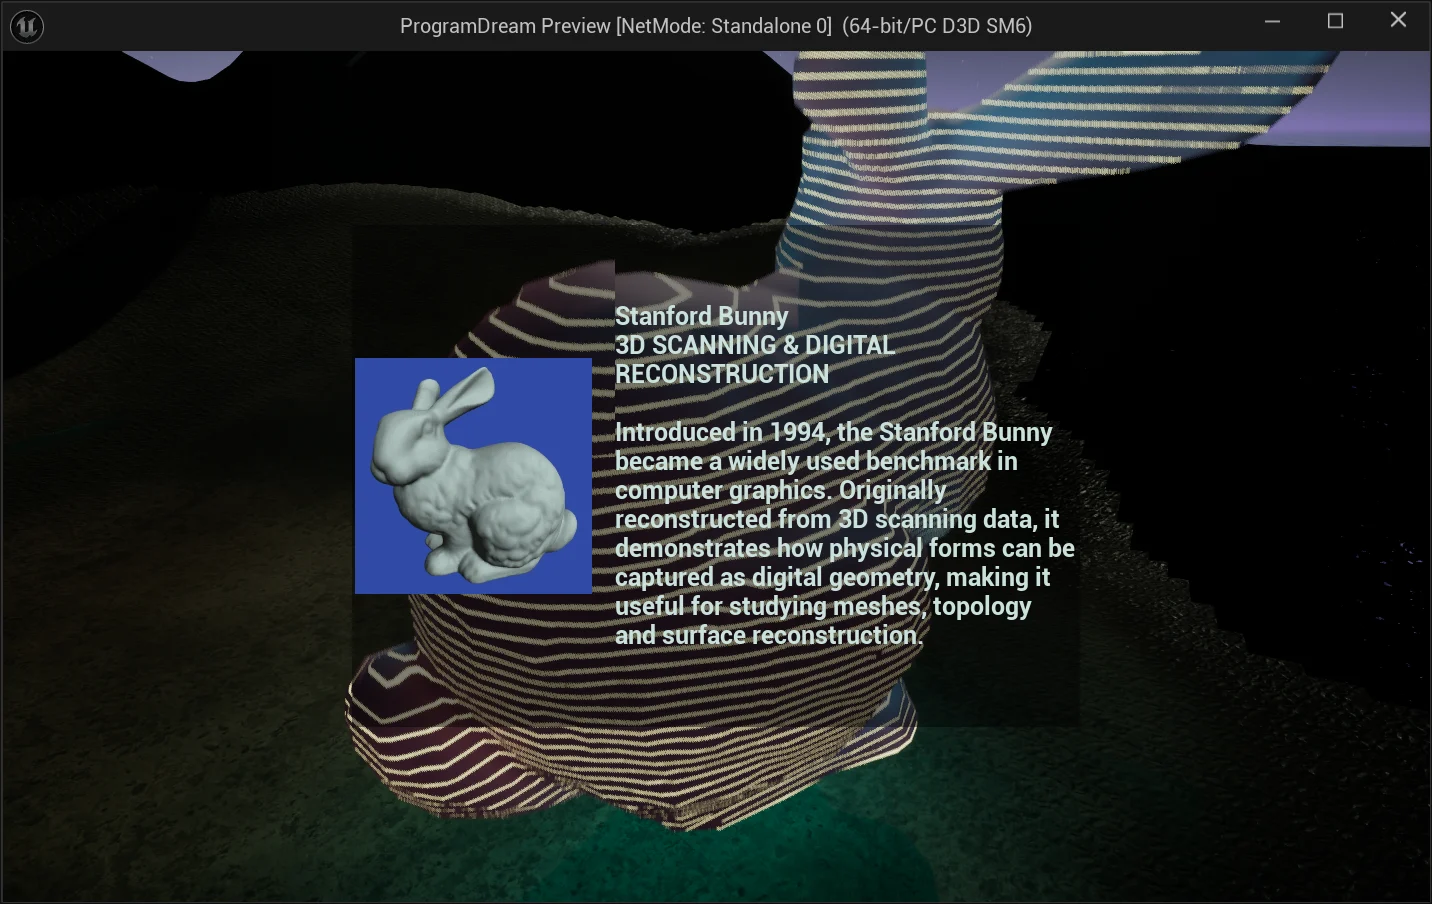 ProgramDream Preview [NetMode: Standalone 0] (64-bit/PC D3D SM6)
Stanford Bunny
3D SCANNING & DIGITAL
RECONSTRUCTION
Introduced in 1994, the Stanford Bunny
became a widely used benchmark in
computer graphics. Originally
reconstructed from 3D scanning data, it
demonstrates how physical forms can be
captured as digital geometry, making it
useful for studying meshes, topology
and surface reconstruction.